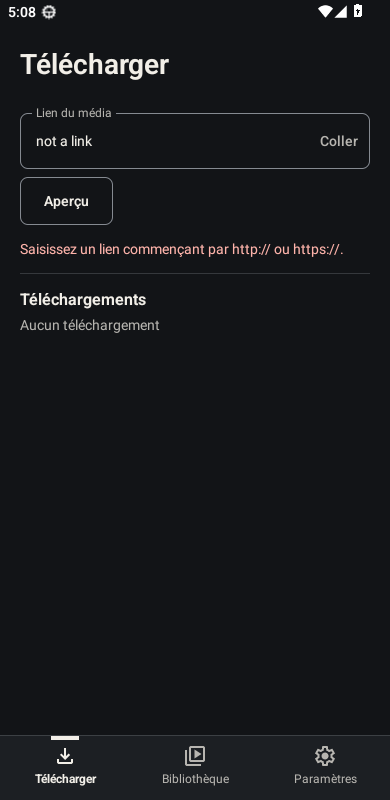 5:08
Télécharger
Lien du média
not a link
Coller
Aperçu
Saisissez un lien commençant par http:// ou https://.
Téléchargements
Aucun téléchargement
Télécharger
Bibliothèque
Paramètres